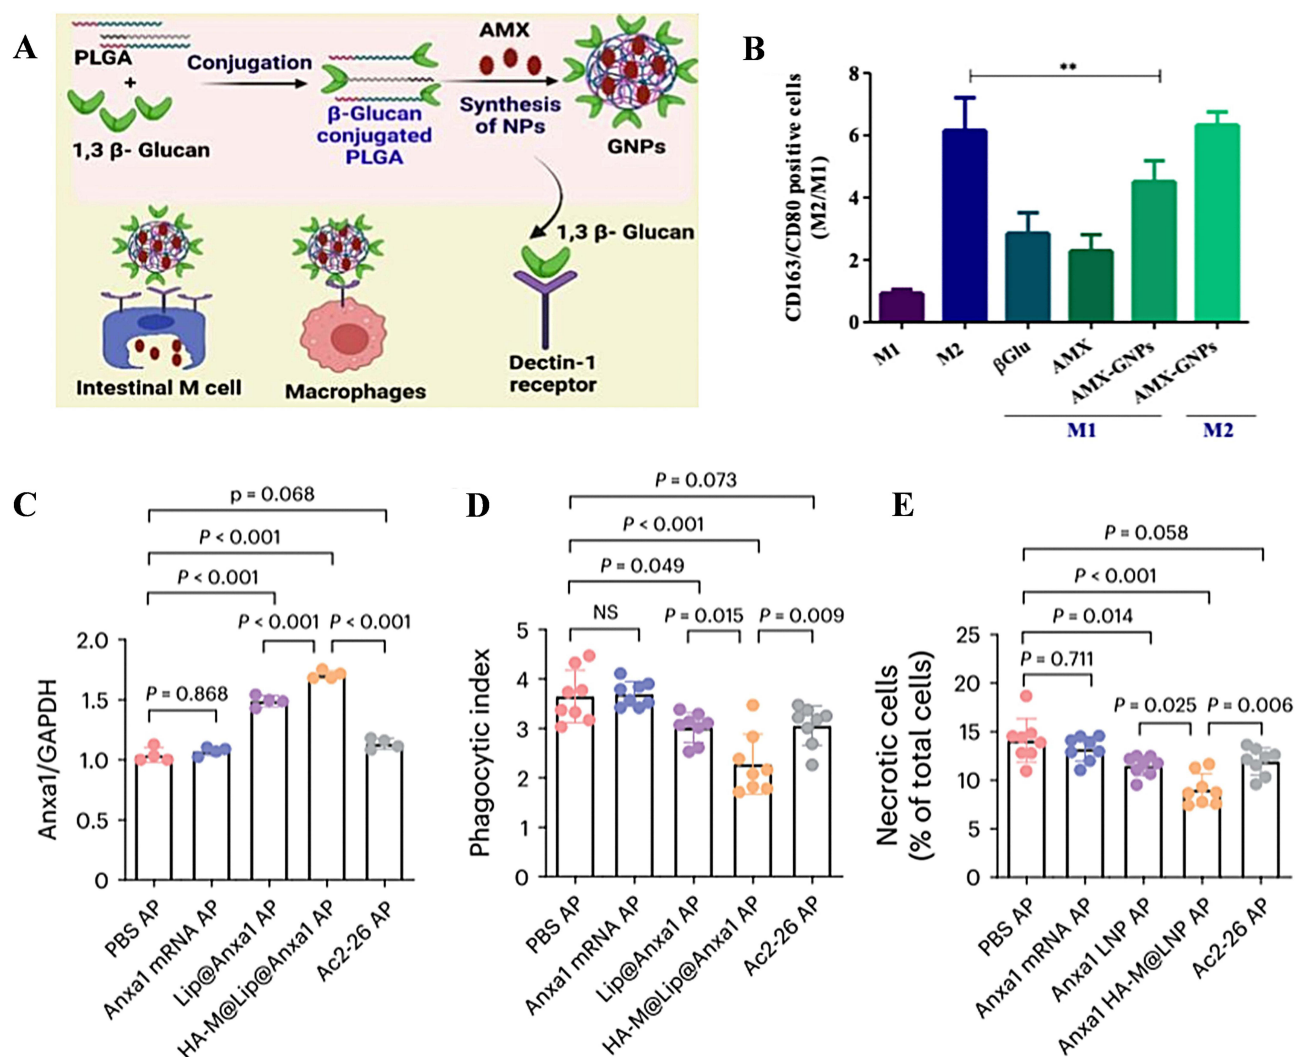 A
PLGA
+
1,3 β- Glucan
Conjugation
β-Glucan
conjugated
PLGA
AMX
Synthesis
of NPs
GNPs
1,3 β- Glucan
Intestinal M cell
Macrophages
Dectin-1
receptor
B
CD163/CD80 positive cells
(M2/M1)
8
6
4
2
0
**
M1
M2
βGlu
AMX
AMX-GNPs
AMX-GNPs
M1
M2
C
p = 0.068
P < 0.001
P < 0.001
P < 0.001
P < 0.001
P = 0.868
Anxa1/GAPDH
2.0
1.5
1.0
0.5
0
PBS AP
Anxa1 mRNA AP
Lip@Anxa1 AP
HA-M@Lip@Anxa1 AP
Ac2-26 AP
D
P = 0.073
P < 0.001
P = 0.049
NS
P = 0.015
P = 0.009
Phagocytic index
5
4
3
2
1
0
PBS AP
Anxa1 mRNA AP
Lip@Anxa1 AP
HA-M@Lip@Anxa1 AP
Ac2-26 AP
E
P = 0.058
P < 0.001
P = 0.014
P = 0.711
P = 0.025
P = 0.006
Necrotic cells
(% of total cells)
25
20
15
10
5
0
PBS AP
Anxa1 mRNA AP
Anxa1 LNP AP
Anxa1 HA-M@LNP AP
Ac2-26 AP